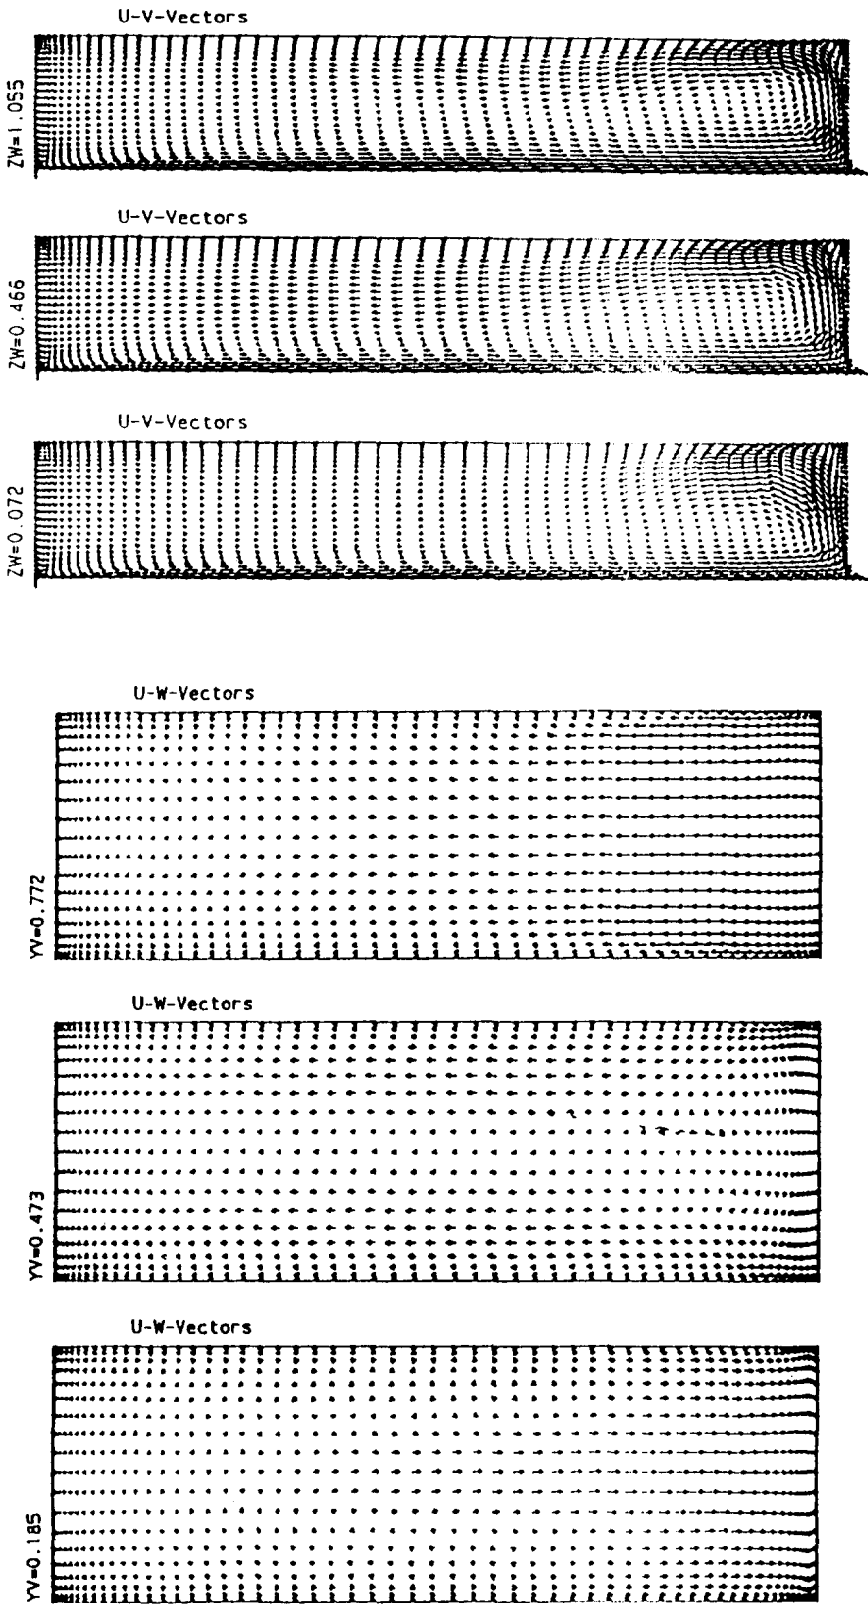 U-V-Vectors
ZW=1.055
U-V-Vectors
ZW=0.466
U-V-Vectors
ZW=0.072
U-W-Vectors
YV=0.772
U-W-Vectors
YV=0.473
U-W-Vectors
YV=0.185